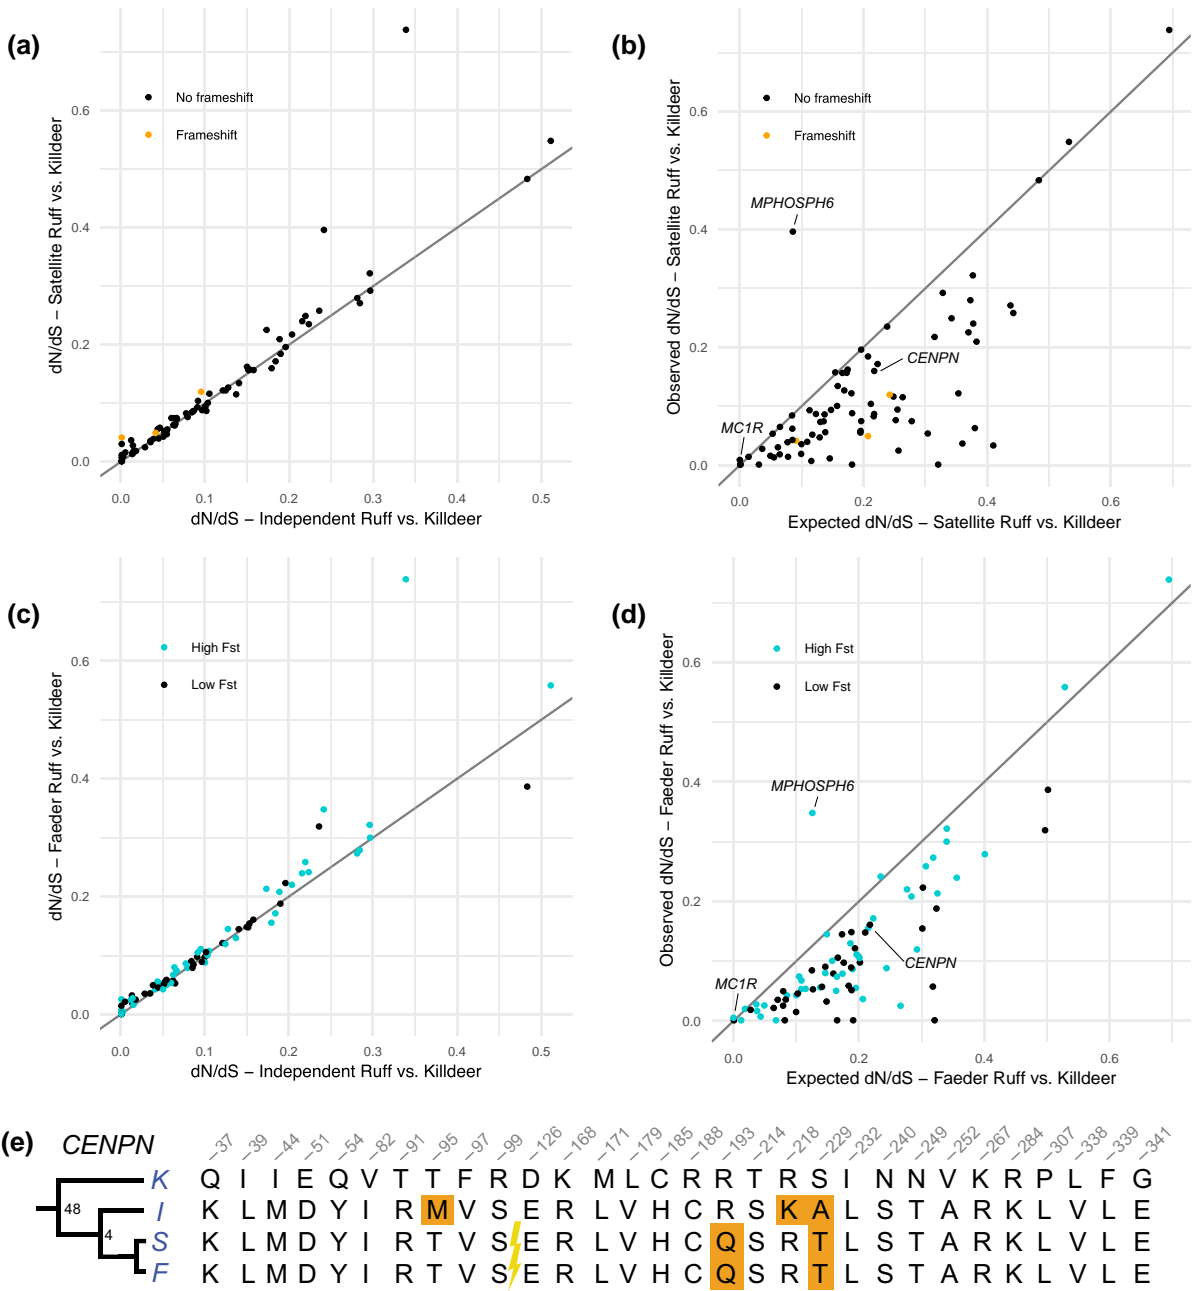 (a)
dN/dS – Satellite Ruff vs. Killdeer
No frameshift
Frameshift
0.6
0.4
0.2
0.0
0.0 0.1 0.2 0.3 0.4 0.5
dN/dS – Independent Ruff vs. Killdeer
(b)
Observed dN/dS – Satellite Ruff vs. Killdeer
No frameshift
Frameshift
MPHOSPH6
CENPN
MC1R
0.6
0.4
0.2
0.0
0.0 0.2 0.4 0.6
Expected dN/dS – Satellite Ruff vs. Killdeer
(c)
dN/dS – Faeder Ruff vs. Killdeer
High Fst
Low Fst
0.6
0.4
0.2
0.0
0.0 0.1 0.2 0.3 0.4 0.5
dN/dS – Independent Ruff vs. Killdeer
(d)
Observed dN/dS – Faeder Ruff vs. Killdeer
High Fst
Low Fst
MPHOSPH6
CENPN
MC1R
0.6
0.4
0.2
0.0
0.0 0.2 0.4 0.6
Expected dN/dS – Faeder Ruff vs. Killdeer
(e)
CENPN
–37 –39 –44 –51 –54 –82 –91 –95 –97 –99 –126 –168 –171 –179 –185 –188 –193 –214 –218 –229 –232 –240 –249 –252 –267 –284 –307 –338 –339 –341
K Q I I E Q V T T F R D K M L C R R T R S I N N V K R P L F G
48
I K L M D Y I R M V S E R L V H C R S K A L S T A R K L V L E
4
S K L M D Y I R T V S E R L V H C Q S R T L S T A R K L V L E
F K L M D Y I R T V S E R L V H C Q S R T L S T A R K L V L E